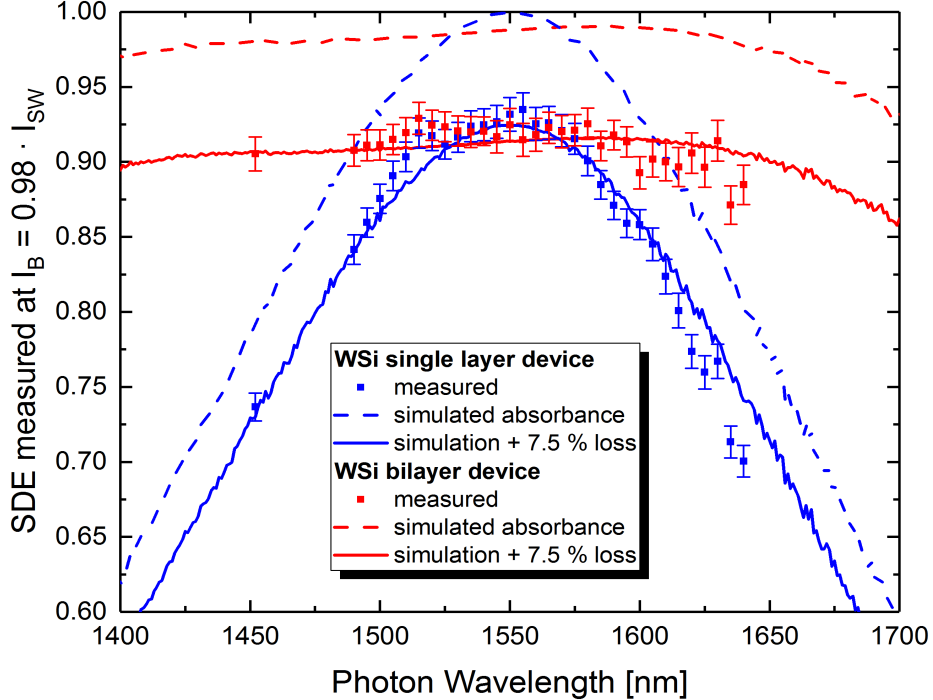 SDE measured at I_B = 0.98 · I_SW
1.00
0.95
0.90
0.85
0.80
0.75
0.70
0.65
0.60
WSi single layer device
measured
simulated absorbance
simulation + 7.5 % loss
WSi bilayer device
measured
simulated absorbance
simulation + 7.5 % loss
1400 1450 1500 1550 1600 1650 1700
Photon Wavelength [nm]